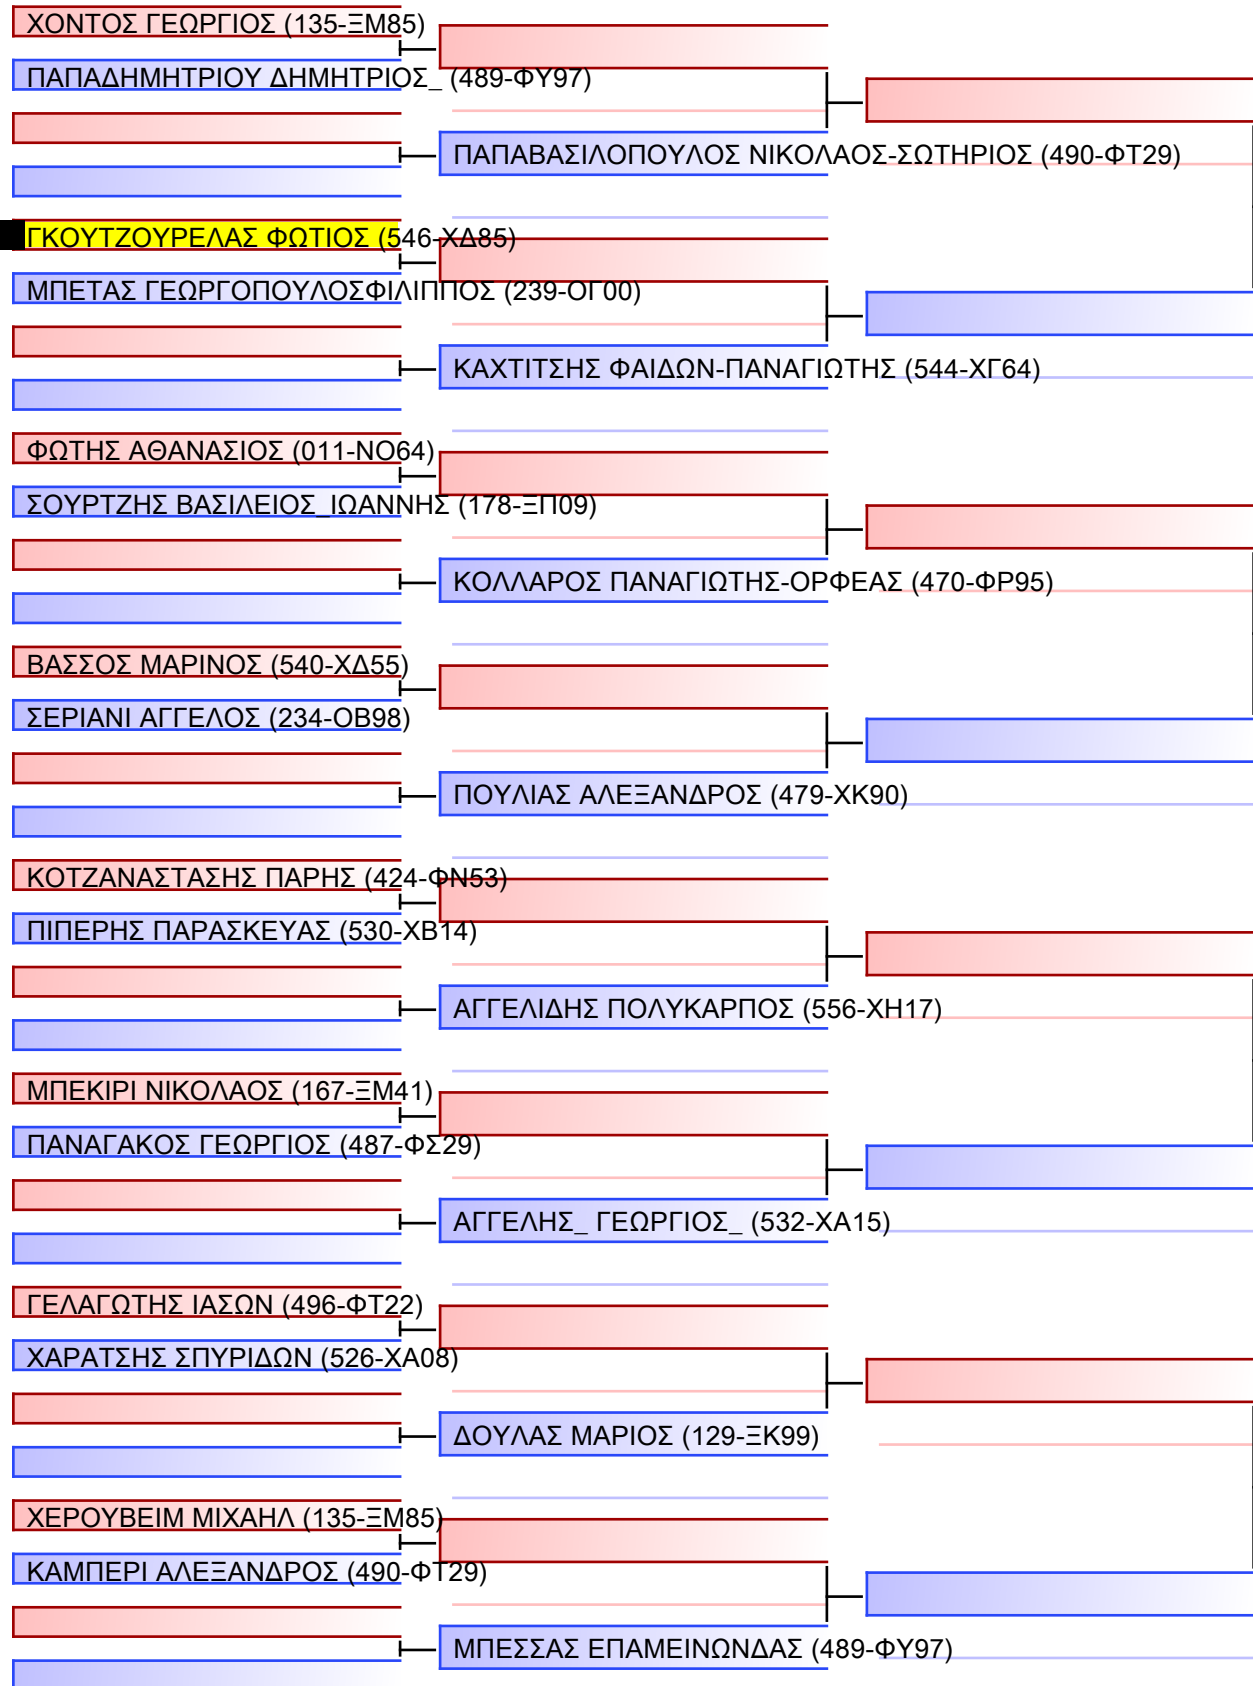 ΧΟΝΤΟΣ ΓΕΩΡΓΙΟΣ (135-ΞΜ85)
ΠΑΠΑΔΗΜΗΤΡΙΟΥ ΔΗΜΗΤΡΙΟΣ_ (489-ΦΥ97)
ΠΑΠΑΒΑΣΙΛΟΠΟΥΛΟΣ ΝΙΚΟΛΑΟΣ-ΣΩΤΗΡΙΟΣ (490-ΦΤ29)
ΓΚΟΥΤΖΟΥΡΕΛΑΣ ΦΩΤΙΟΣ (546-ΧΔ85)
ΜΠΕΤΑΣ ΓΕΩΡΓΟΠΟΥΛΟΣΦΙΛΙΠΠΟΣ (239-ΟΓ00)
ΚΑΧΤΙΤΣΗΣ ΦΑΙΔΩΝ-ΠΑΝΑΓΙΩΤΗΣ (544-ΧΓ64)
ΦΩΤΗΣ ΑΘΑΝΑΣΙΟΣ (011-ΝΟ64)
ΣΟΥΡΤΖΗΣ ΒΑΣΙΛΕΙΟΣ_ΙΩΑΝΝΗΣ (178-ΞΠ09)
ΚΟΛΛΑΡΟΣ ΠΑΝΑΓΙΩΤΗΣ-ΟΡΦΕΑΣ (470-ΦΡ95)
ΒΑΣΣΟΣ ΜΑΡΙΝΟΣ (540-ΧΔ55)
ΣΕΡΙΑΝΙ ΑΓΓΕΛΟΣ (234-ΟΒ98)
ΠΟΥΛΙΑΣ ΑΛΕΞΑΝΔΡΟΣ (479-ΧΚ90)
ΚΟΤΖΑΝΑΣΤΑΣΗΣ ΠΑΡΗΣ (424-ΦΝ53)
ΠΙΠΕΡΗΣ ΠΑΡΑΣΚΕΥΑΣ (530-ΧΒ14)
ΑΓΓΕΛΙΔΗΣ ΠΟΛΥΚΑΡΠΟΣ (556-ΧΗ17)
ΜΠΕΚΙΡΙ ΝΙΚΟΛΑΟΣ (167-ΞΜ41)
ΠΑΝΑΓΑΚΟΣ ΓΕΩΡΓΙΟΣ (487-ΦΣ29)
ΑΓΓΕΛΗΣ_ ΓΕΩΡΓΙΟΣ_ (532-ΧΑ15)
ΓΕΛΑΓΩΤΗΣ ΙΑΣΩΝ (496-ΦΤ22)
ΧΑΡΑΤΣΗΣ ΣΠΥΡΙΔΩΝ (526-ΧΑ08)
ΔΟΥΛΑΣ ΜΑΡΙΟΣ (129-ΞΚ99)
ΧΕΡΟΥΒΕΙΜ ΜΙΧΑΗΛ (135-ΞΜ85)
ΚΑΜΠΕΡΙ ΑΛΕΞΑΝΔΡΟΣ (490-ΦΤ29)
ΜΠΕΣΣΑΣ ΕΠΑΜΕΙΝΩΝΔΑΣ (489-ΦΥ97)